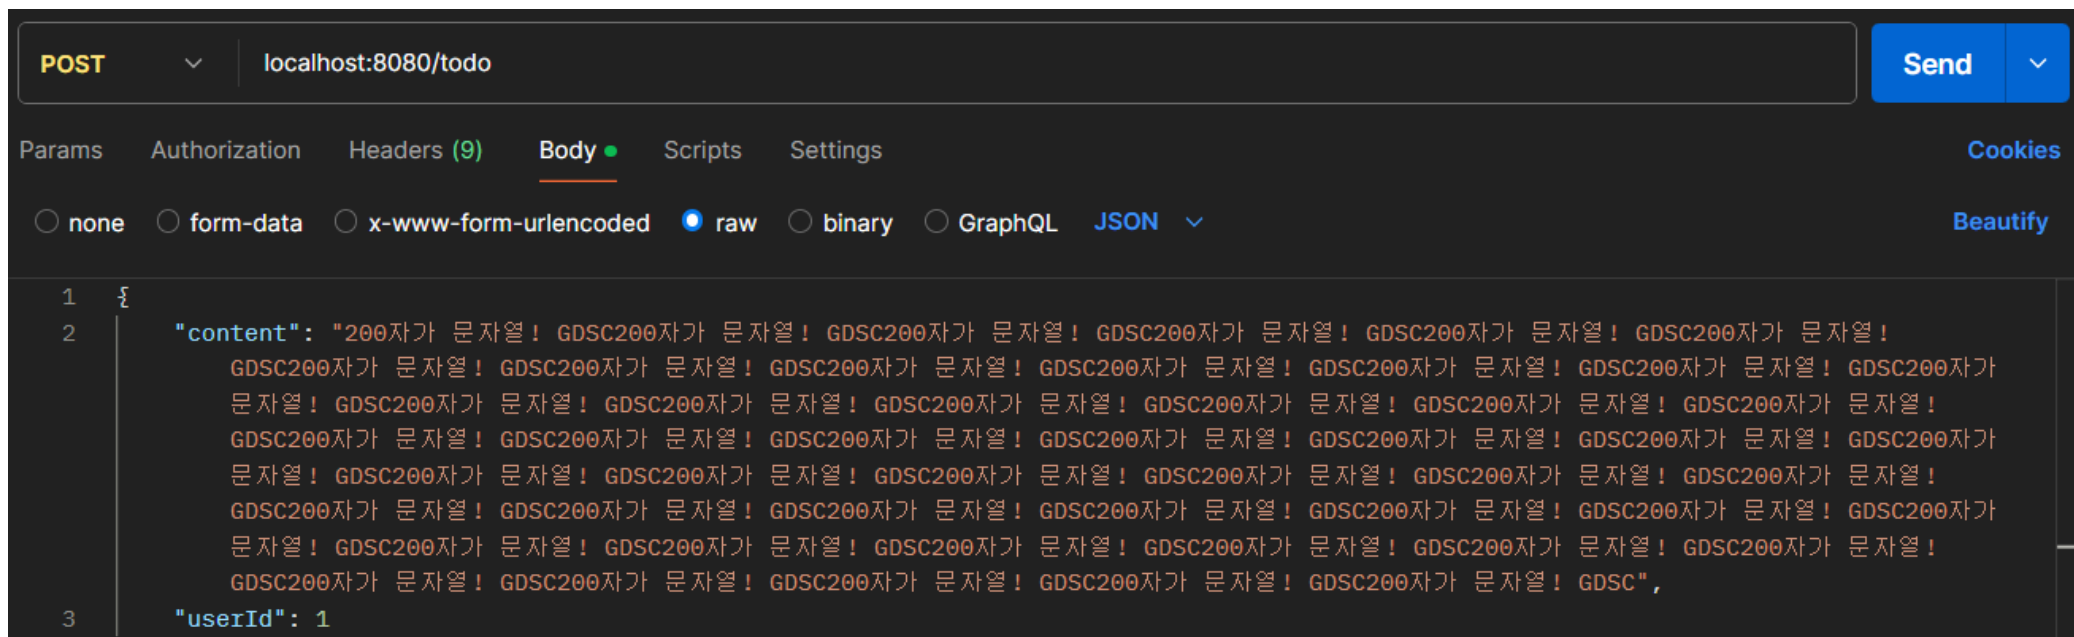 POST localhost:8080/todo Send
Params Authorization Headers (9) Body Scripts Settings Cookies
none form-data x-www-form-urlencoded raw binary GraphQL JSON Beautify
1 {
2 "content": "200자가 문자열! GDSC200자가 문자열! GDSC200자가 문자열! GDSC200자가 문자열! GDSC200자가 문자열! GDSC200자가 문자열!
GDSC200자가 문자열! GDSC200자가 문자열! GDSC200자가 문자열! GDSC200자가 문자열! GDSC200자가 문자열! GDSC200자가 문자열! GDSC200자가
문자열! GDSC200자가 문자열! GDSC200자가 문자열! GDSC200자가 문자열! GDSC200자가 문자열! GDSC200자가 문자열! GDSC200자가 문자열!
GDSC200자가 문자열! GDSC200자가 문자열! GDSC200자가 문자열! GDSC200자가 문자열! GDSC200자가 문자열! GDSC200자가 문자열! GDSC200자가
문자열! GDSC200자가 문자열! GDSC200자가 문자열! GDSC200자가 문자열! GDSC200자가 문자열! GDSC200자가 문자열! GDSC200자가 문자열!
GDSC200자가 문자열! GDSC200자가 문자열! GDSC200자가 문자열! GDSC200자가 문자열! GDSC200자가 문자열! GDSC200자가 문자열! GDSC200자가
문자열! GDSC200자가 문자열! GDSC200자가 문자열! GDSC200자가 문자열! GDSC200자가 문자열! GDSC200자가 문자열! GDSC200자가 문자열!
GDSC200자가 문자열! GDSC200자가 문자열! GDSC200자가 문자열! GDSC200자가 문자열! GDSC200자가 문자열! GDSC",
3 "userId": 1